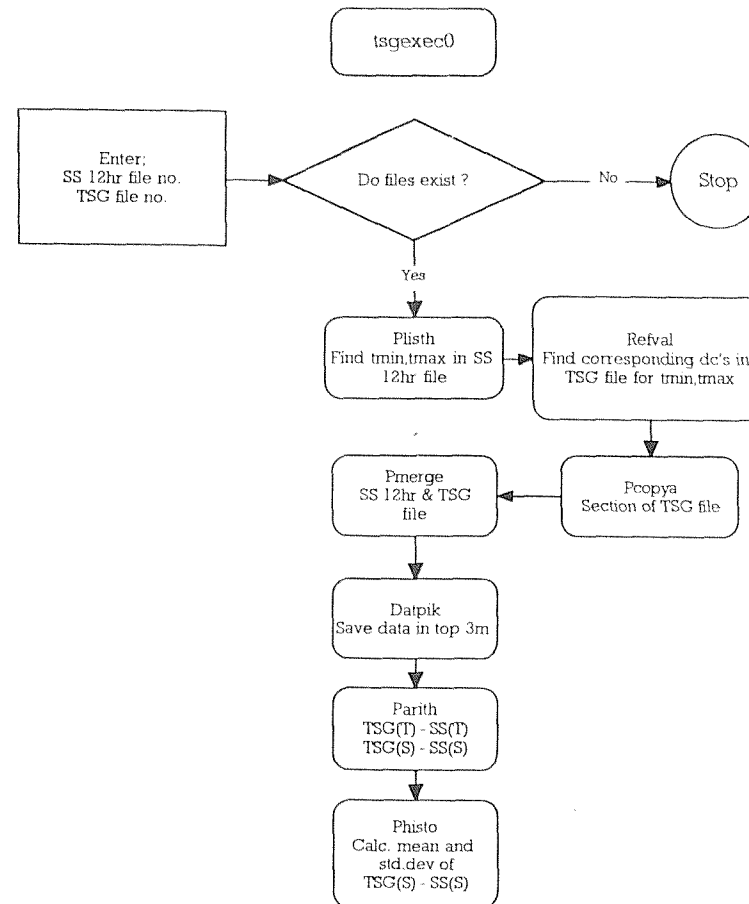 tsgexec0
Enter;
SS 12hr file no.
TSG file no.
Do files exist ?
No
Stop
Yes
Plisth
Find tmin,tmax in SS
12hr file
Refval
Find corresponding dc's in
TSG file for tmin,tmax
Pmerge
SS 12hr & TSG
file
Pcopya
Section of TSG file
Datpik
Save data in top 3m
Parith
TSG(T) - SS(T)
TSG(S) - SS(S)
Phisto
Calc. mean and
std.dev of
TSG(S) - SS(S)